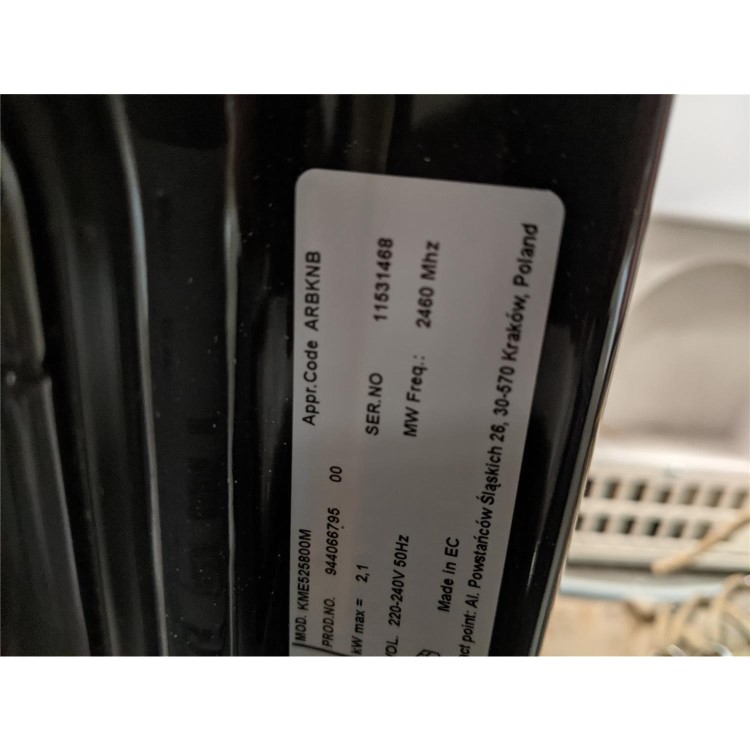 MOD. KME525800M Appr.Code ARBKNB
PROD.NO. 944066795 00
kW max = 2,1 SER.NO 11531468
VOL. 220-240V 50Hz MW Freq.: 2460 Mhz
Made in EC
ct point: Al. Powstańców Śląskich 26, 30-570 Kraków, Poland